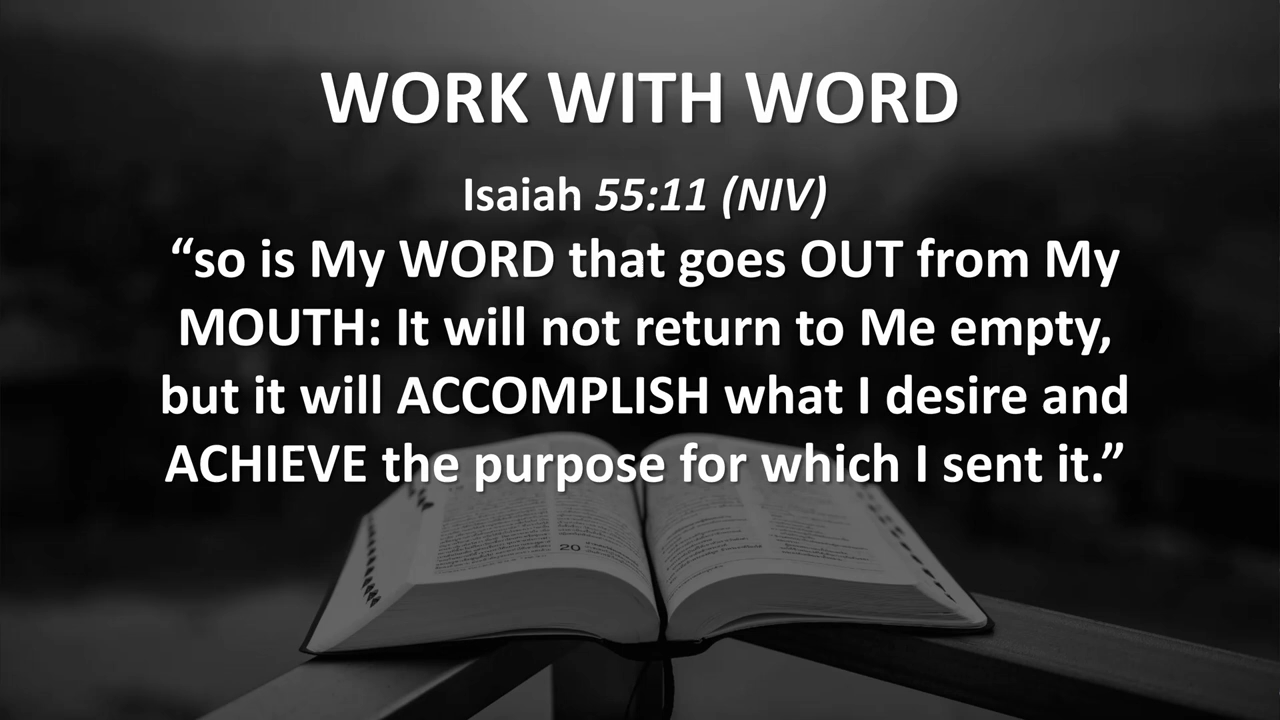 WORK WITH WORD
Isaiah 55:11 (NIV)
“so is My WORD that goes OUT from My
MOUTH: It will not return to Me empty,
but it will ACCOMPLISH what I desire and
ACHIEVE the purpose for which I sent it.”
20